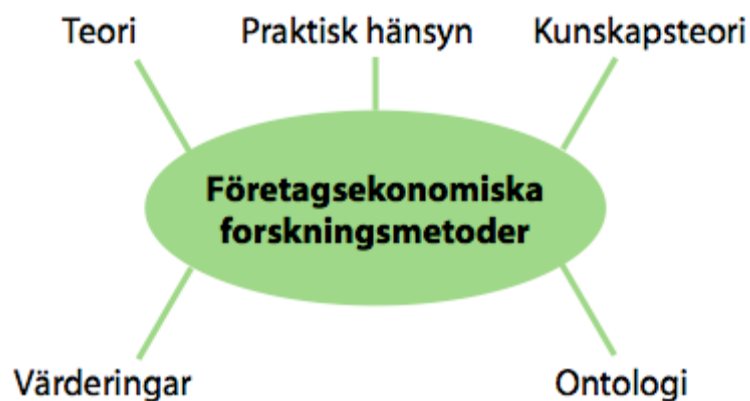 Teori
Praktisk hänsyn
Kunskapsteori
Företagsekonomiska
forskningsmetoder
Värderingar
Ontologi